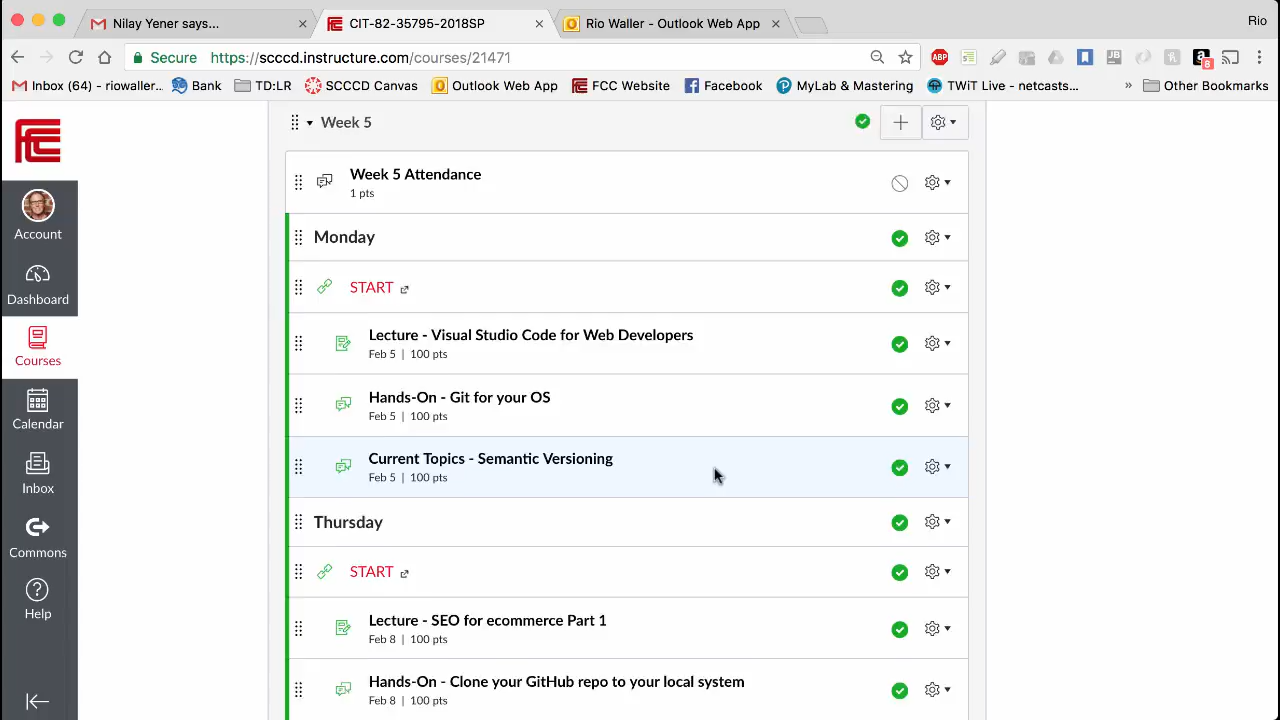 Nilay Yener says...
CIT-82-35795-2018SP
Rio Waller - Outlook Web App
Rio
Secure
https://scccd.instructure.com/courses/21471
ABP
JB
8
Inbox (64) - riowaller...
Bank
TD:LR
SCCCD Canvas
Outlook Web App
FCC Website
Facebook
MyLab & Mastering
TWiT Live - netcasts...
»
Other Bookmarks
FCC
Account
Dashboard
Courses
Calendar
Inbox
Commons
Help
Week 5
Week 5 Attendance
1 pts
Monday
START
Lecture - Visual Studio Code for Web Developers
Feb 5 | 100 pts
Hands-On - Git for your OS
Feb 5 | 100 pts
Current Topics - Semantic Versioning
Feb 5 | 100 pts
Thursday
START
Lecture - SEO for ecommerce Part 1
Feb 8 | 100 pts
Hands-On - Clone your GitHub repo to your local system
Feb 8 | 100 pts